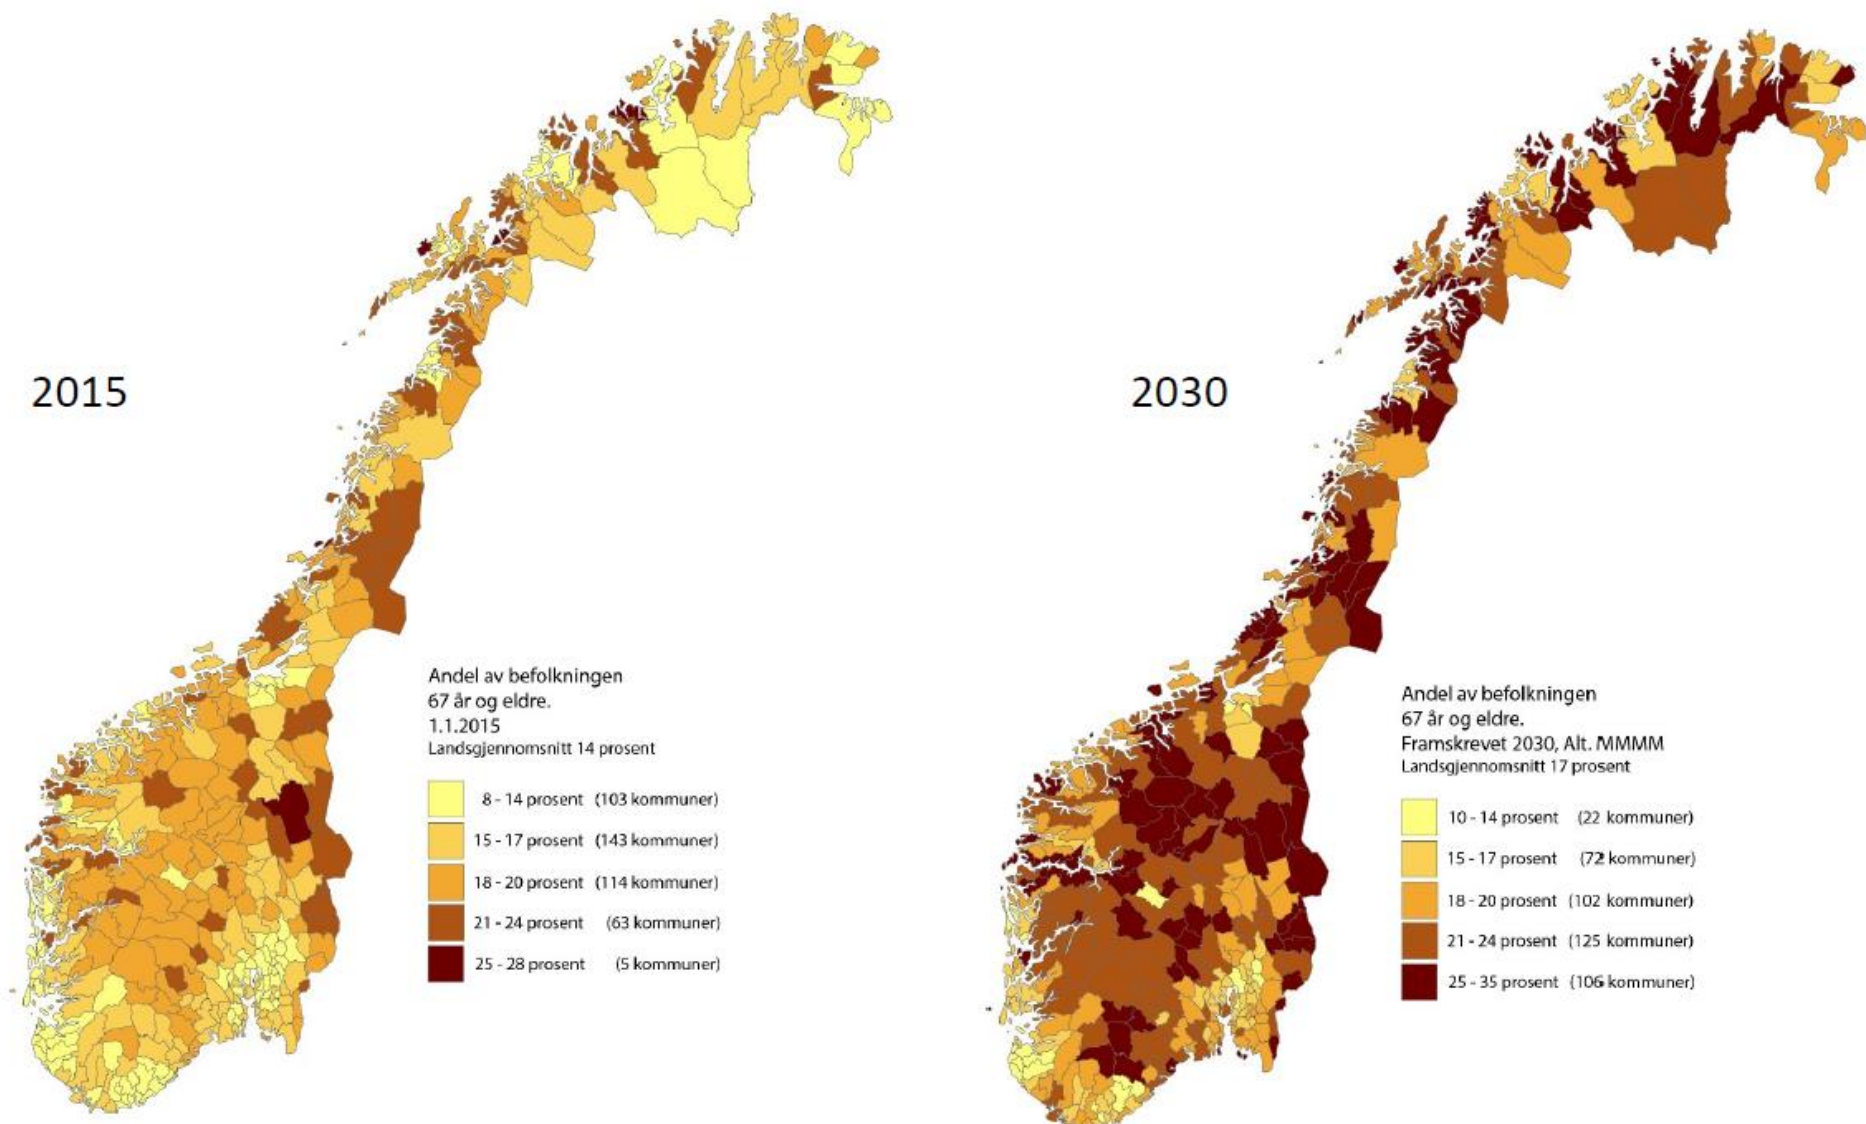 2015
Andel av befolkningen
67 år og eldre.
1.1.2015
Landsgjennomsnitt 14 prosent
8 - 14 prosent (103 kommuner)
15 - 17 prosent (143 kommuner)
18 - 20 prosent (114 kommuner)
21 - 24 prosent (63 kommuner)
25 - 28 prosent (5 kommuner)
2030
Andel av befolkningen
67 år og eldre.
Framskrevet 2030, Alt. MMMM
Landsgjennomsnitt 17 prosent
10 - 14 prosent (22 kommuner)
15 - 17 prosent (72 kommuner)
18 - 20 prosent (102 kommuner)
21 - 24 prosent (125 kommuner)
25 - 35 prosent (106 kommuner)